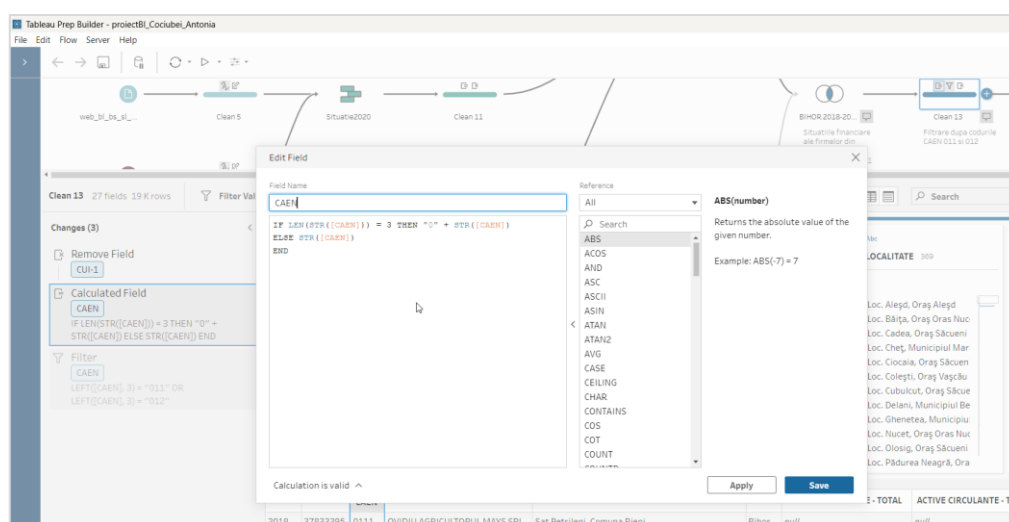 Tableau Prep Builder - proiectBI_Cociubei_Antonia
File Edit Flow Server Help
web_bl_bs_sl_...
Clean 5
Situatie2020
Clean 11
BIHOR 2018-20...
Situatiile financiare
ale firmelor din
Clean 13
Filtrare dupa codurile
CAEN 011 si 012
Clean 13 27 fields 19 K rows
Filter Val
Search
Changes (3)
Remove Field
CUI-1
Calculated Field
CAEN
IF LEN(STR([CAEN])) = 3 THEN "0" +
STR([CAEN]) ELSE STR([CAEN]) END
Filter
CAEN
LEFT([CAEN], 3) = "011" OR
LEFT([CAEN], 3) = "012"
Edit Field
Field Name
CAEN
IF LEN(STR([CAEN])) = 3 THEN "0" + STR([CAEN])
ELSE STR([CAEN])
END
Reference
All
Search
ABS
ACOS
AND
ASC
ASCII
ASIN
ATAN
ATAN2
AVG
CASE
CEILING
CHAR
CONTAINS
COS
COT
COUNT
COUNTD
ABS(number)
Returns the absolute value of the
given number.
Example: ABS(-7) = 7
Calculation is valid
Apply
Save
Abc
LOCALITATE 369
Loc. Aleşd, Oraş Aleşd
Loc. Băiţa, Oraş Oras Nuc
Loc. Cadea, Oraş Săcueni
Loc. Cheţ, Municipiul Mar
Loc. Ciocaia, Oraş Săcuen
Loc. Coleşti, Oraş Vaşcău
Loc. Cubulcut, Oraş Săcue
Loc. Delani, Municipiul Be
Loc. Ghenetea, Municipiu
Loc. Nucet, Oraş Oras Nuc
Loc. Olosig, Oraş Săcueni
Loc. Pădurea Neagră, Ora
CAEN
E - TOTAL ACTIVE CIRCULANTE - T
2018 37833295 0111 OVIDIU AGRICULTORUL MAYS SRL Sat Petrileni, Comuna Rieni Bihor null null